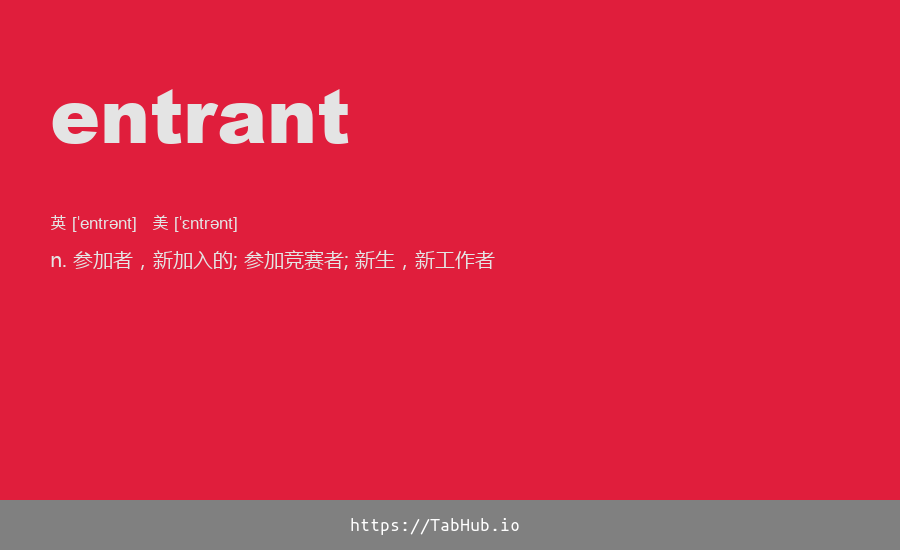 entrant
英 ['entrənt] 美 ['ɛntrənt]
n. 参加者，新加入的; 参加竞赛者; 新生，新工作者
https://TabHub.io